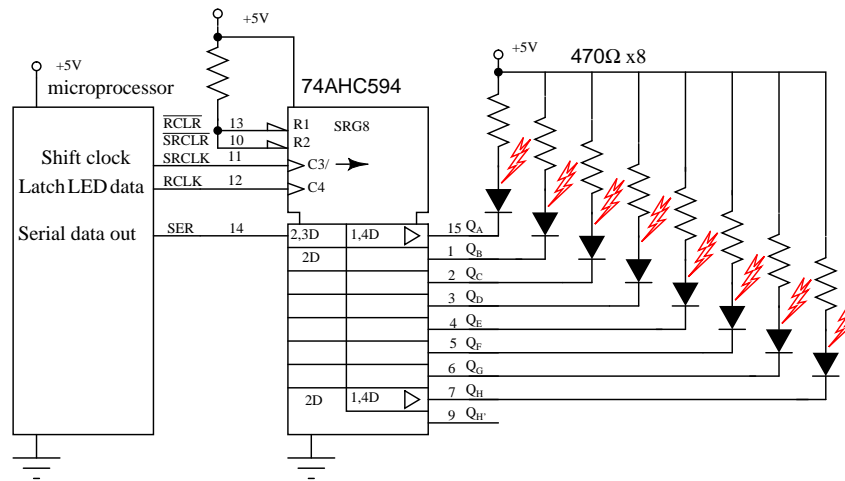 +5V
+5V
470Ω x8
+5V
microprocessor
74AHC594
RCLR 13 R1 SRG8
SRCLR 10 R2
Shift clock SRCLK 11 C3/
Latch LED data RCLK 12 C4
Serial data out SER 14 2,3D 1,4D 15 QA
2D 1 QB
2 QC
3 QD
4 QE
5 QF
6 QG
2D 1,4D 7 QH
9 QH'